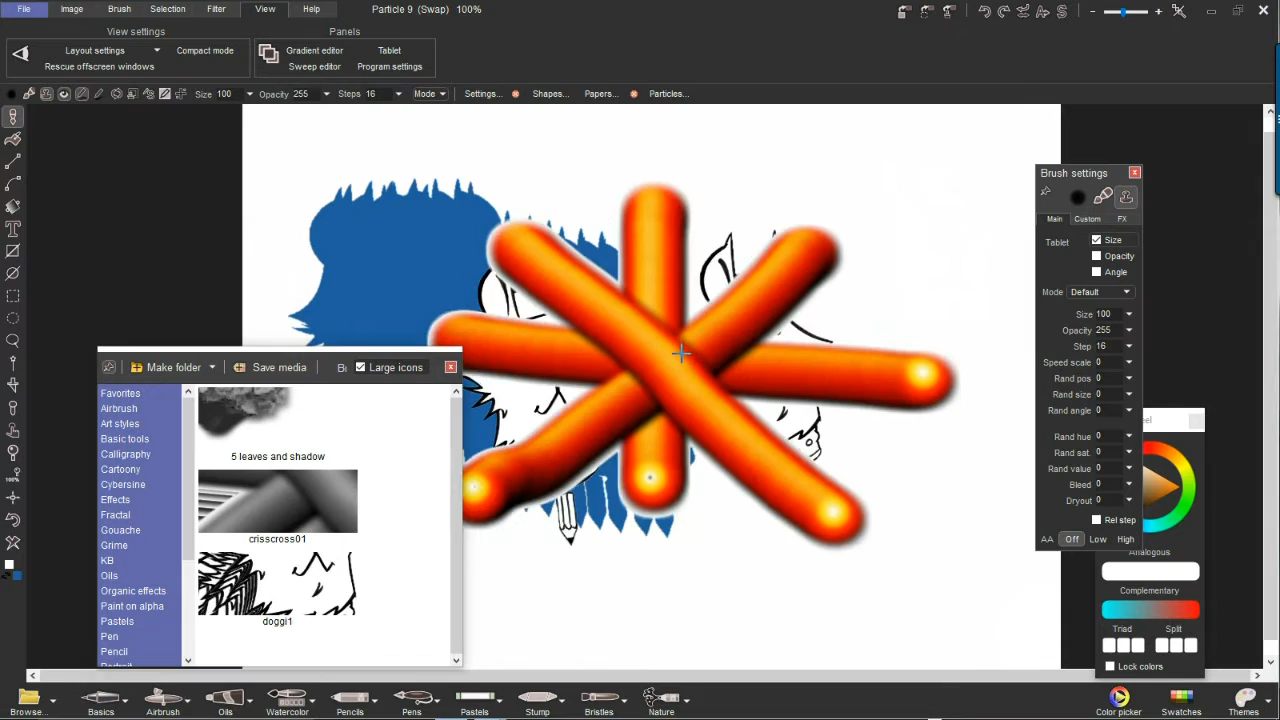 File Image Brush Selection Filter View Help Particle 9 (Swap) 100%
View settings
Panels
Layout settings Compact mode
Rescue offscreen windows
Gradient editor Tablet
Sweep editor Program settings
Size 100 Opacity 255 Steps 16 Mode Settings... Shapes... Papers... Particles...
Brush settings
Main Custom FX
Tablet Size
Opacity
Angle
Mode Default
Size 100
Opacity 255
Step 16
Speed scale 0
Rand pos 0
Rand size 0
Rand angle 0
Rand hue 0
Rand sat. 0
Rand value 0
Bleed 0
Dryout 0
Rel step
AA Off Low High
Make folder Save media Large icons
Favorites
Airbrush
Art styles
Basic tools
Calligraphy
Cartoony
Cybersine
Effects
Fractal
Gouache
Grime
KB
Oils
Organic effects
Paint on alpha
Pastels
Pen
Pencil
5 leaves and shadow
crisscross01
doggi1
Analogous
Complementary
Triad Split
Lock colors
100%
Browse... Basics Airbrush Oils Watercolor Pencils Pens Pastels Stump Bristles Nature Color picker Swatches Themes